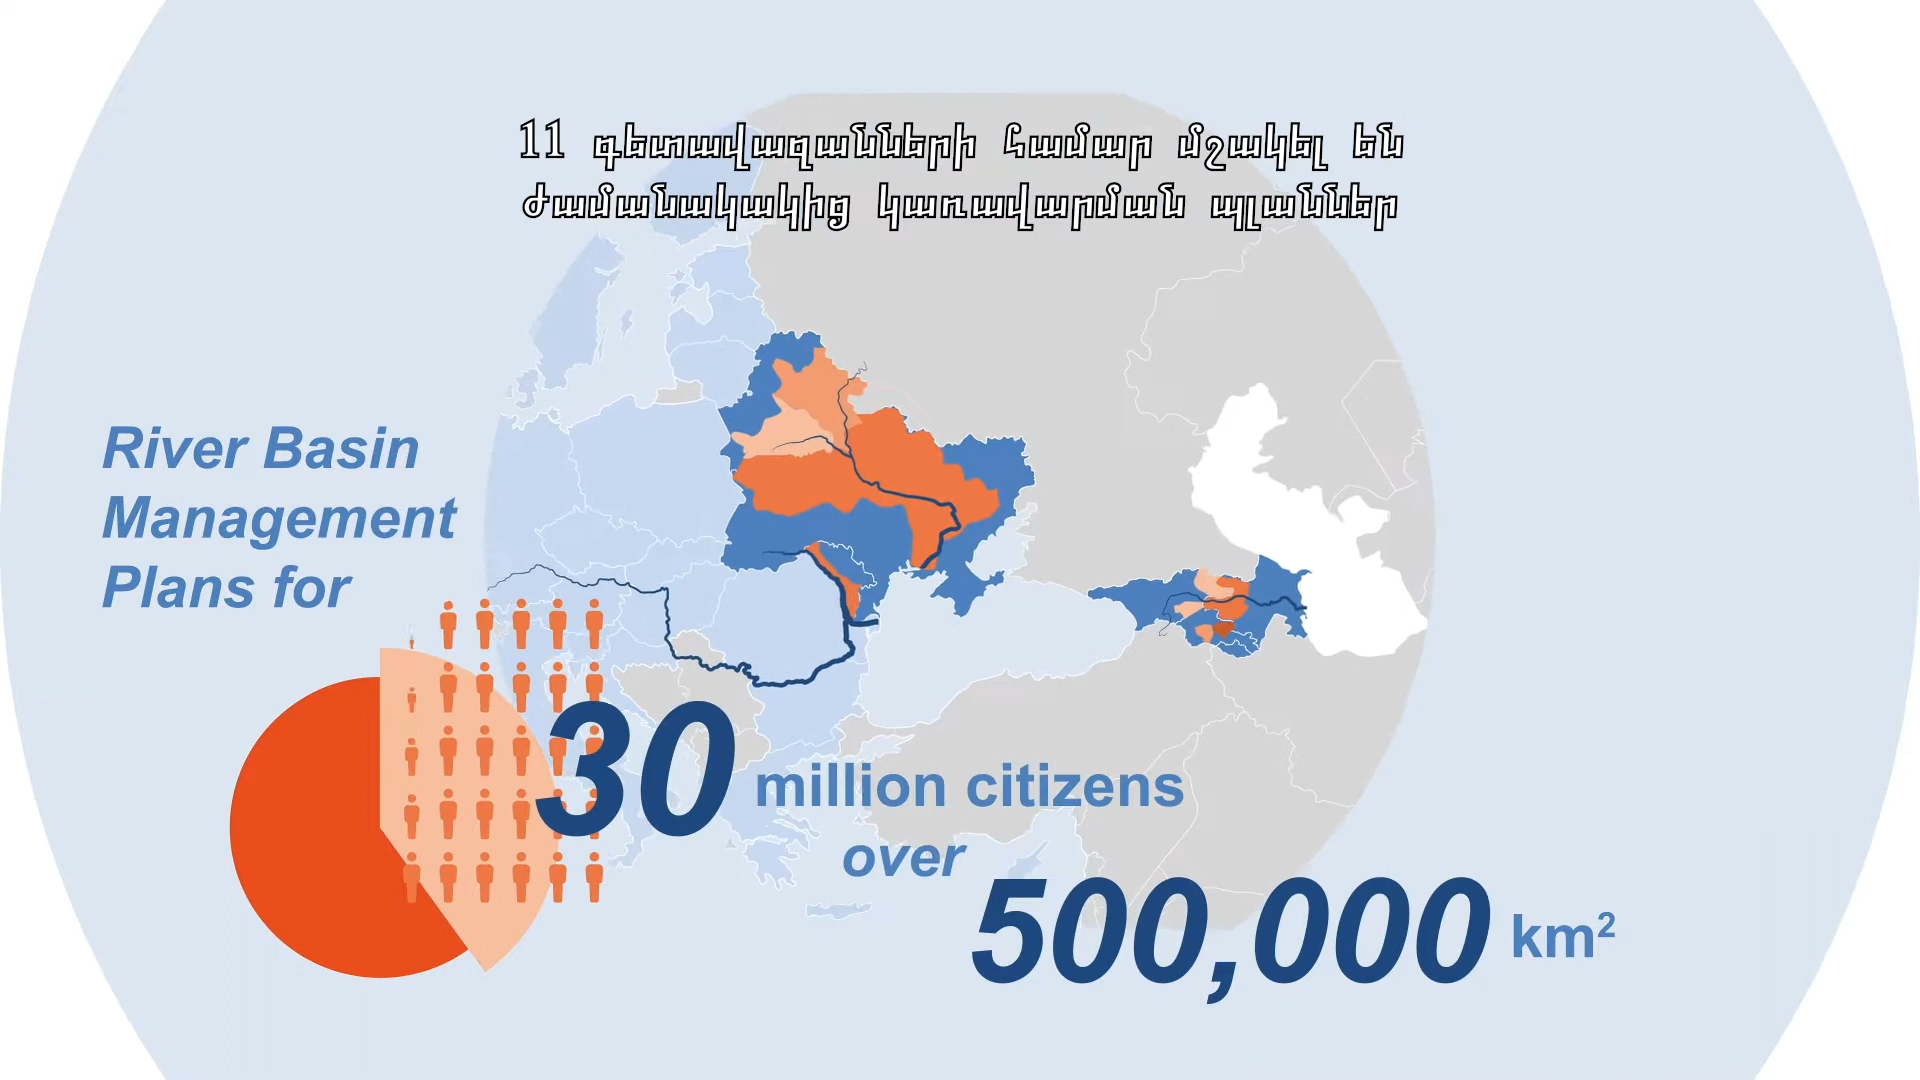 11 գետավազանների համար մշակել են
ժամանակակից կառավարման պլաններ
River Basin
Management
Plans for
30 million citizens
over
500,000 km²